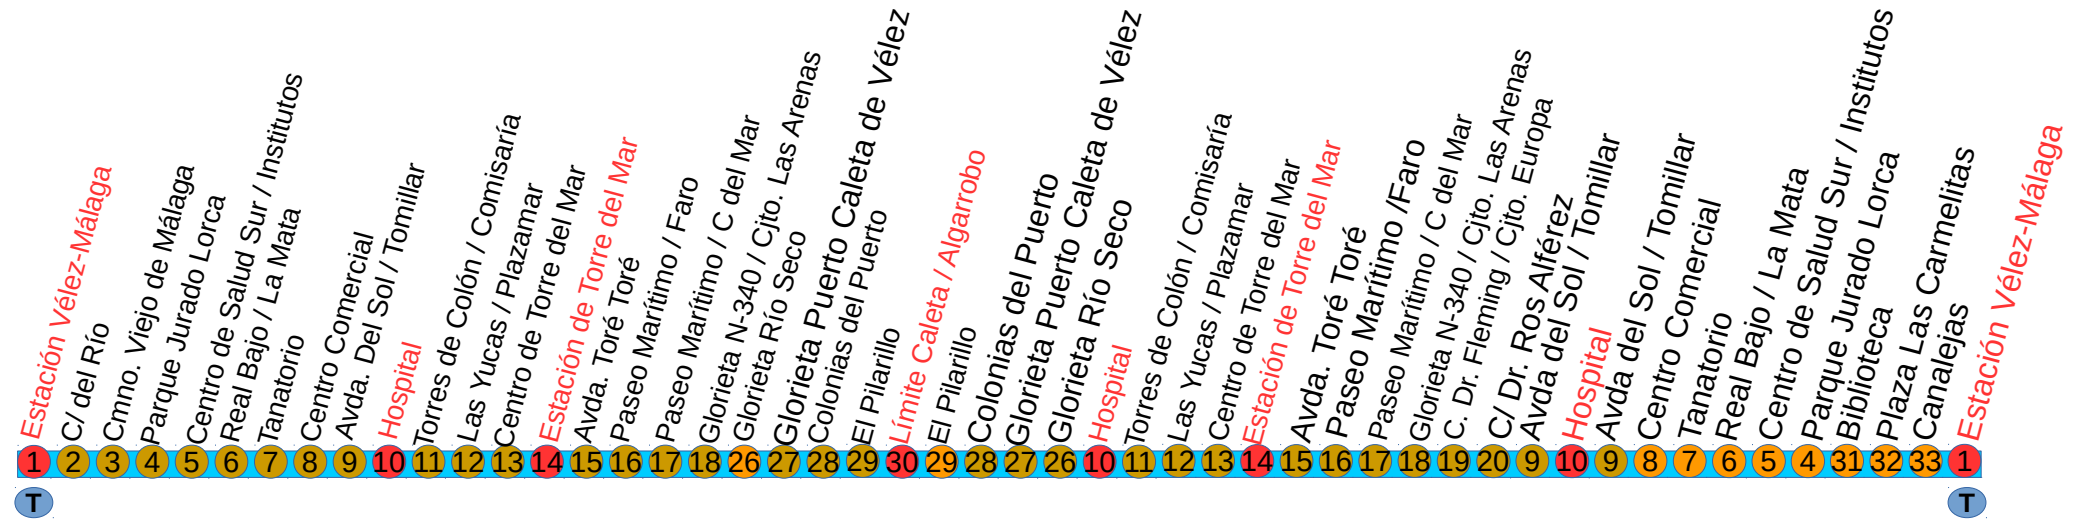 Estación Vélez-Málaga
C/ del Río
Cmno. Viejo de Málaga
Parque Jurado Lorca
Centro de Salud Sur / Institutos
Real Bajo / La Mata
Tanatorio
Centro Comercial
Avda. Del Sol / Tomillar
Hospital
Torres de Colón / Comisaría
Las Yucas / Plazamar
Centro de Torre del Mar
Estación de Torre del Mar
Avda. Toré Toré
Paseo Marítimo / Faro
Paseo Marítimo / C del Mar
Glorieta N-340 / Cjto. Las Arenas
Glorieta Río Seco
Glorieta Puerto Caleta de Vélez
Colonias del Puerto
El Pilarillo
Límite Caleta / Algarrobo
El Pilarillo
Colonias del Puerto
Glorieta Puerto Caleta de Vélez
Glorieta Río Seco
Hospital
Torres de Colón / Comisaría
Las Yucas / Plazamar
Centro de Torre del Mar
Estación de Torre del Mar
Avda. Toré Toré
Paseo Marítimo /Faro
Paseo Marítimo / C del Mar
Glorieta N-340 / Cjto. Las Arenas
C. Dr. Fleming / Cjto. Europa
C/ Dr. Ros Alférez
Avda del Sol / Tomillar
Hospital
Avda del Sol / Tomillar
Centro Comercial
Tanatorio
Real Bajo / La Mata
Centro de Salud Sur / Institutos
Parque Jurado Lorca
Biblioteca
Plaza Las Carmelitas
Canalejas
Estación Vélez-Málaga
1 2 3 4 5 6 7 8 9 10 11 12 13 14 15 16 17 18 26 27 28 29 30 29 28 27 26 10 11 12 13 14 15 16 17 18 19 20 9 10 9 8 7 6 5 4 31 32 33 1
T T